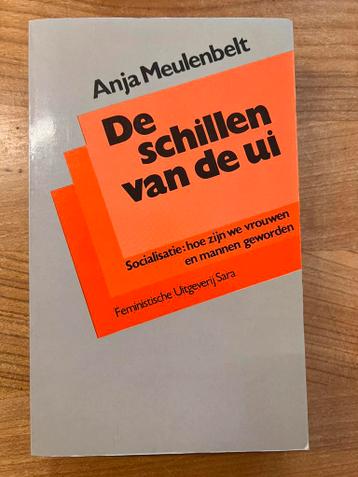 Anja Meulenbelt
De
schillen
van de ui
Socialisatie: hoe zijn we vrouwen
en mannen geworden
Feministische Uitgeverij Sara